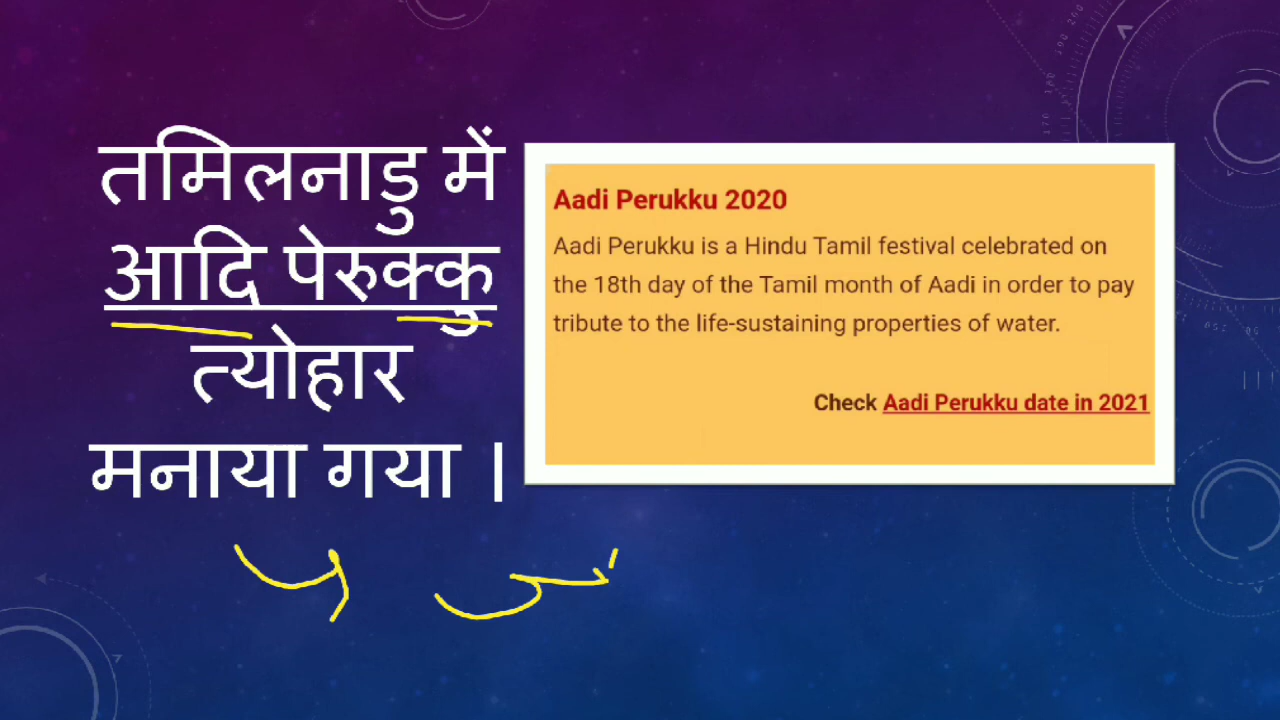 तमिलनाडु में
आदि पेरुक्कु
त्योहार
मनाया गया ।
Aadi Perukku 2020
Aadi Perukku is a Hindu Tamil festival celebrated on
the 18th day of the Tamil month of Aadi in order to pay
tribute to the life-sustaining properties of water.
Check Aadi Perukku date in 2021